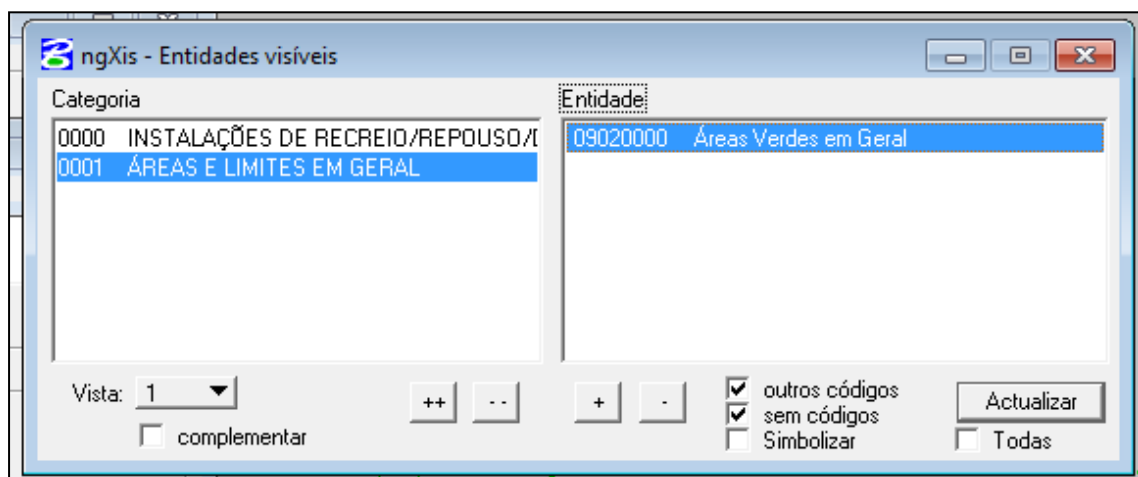 ngXis - Entidades visíveis
Categoria
Entidade
0000 INSTALAÇÕES DE RECREIO/REPOUSO/
0001 ÁREAS E LIMITES EM GERAL
09020000 Áreas Verdes em Geral
Vista: 1
complementar
++
--
+
-
outros códigos
sem códigos
Simbolizar
Actualizar
Todas